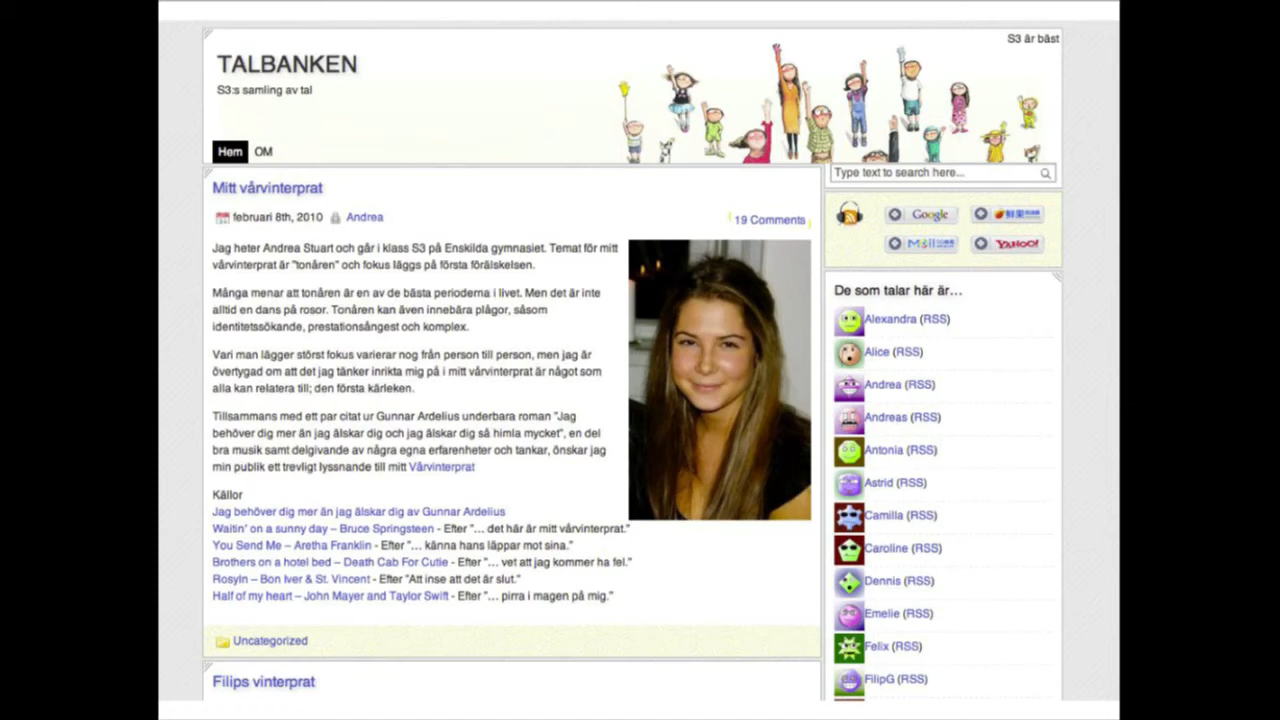 S3 är bäst
TALBANKEN
S3:s samling av tal
Hem OM
Type text to search here...
Mitt vårvinterprat
februari 8th, 2010 Andrea
19 Comments
Jag heter Andrea Stuart och går i klass S3 på Enskilda gymnasiet. Temat för mitt
vårvinterprat är "tonåren" och fokus läggs på första förälskelsen.
Många menar att tonåren är en av de bästa perioderna i livet. Men det är inte
alltid en dans på rosor. Tonåren kan även innebära plågor, såsom
identitetssökande, prestationsångest och komplex.
Vari man lägger störst fokus varierar nog från person till person, men jag är
övertygad om att det jag tänker inrikta mig på i mitt vårvinterprat är något som
alla kan relatera till; den första kärleken.
Tillsammans med ett par citat ur Gunnar Ardelius underbara roman "Jag
behöver dig mer än jag älskar dig och jag älskar dig så himla mycket", en del
bra musik samt delgivande av några egna erfarenheter och tankar, önskar jag
min publik ett trevligt lyssnande till mitt Vårvinterprat
Källor
Jag behöver dig mer än jag älskar dig av Gunnar Ardelius
Waitin' on a sunny day – Bruce Springsteen - Efter "... det här är mitt vårvinterprat."
You Send Me – Aretha Franklin - Efter "... känna hans läppar mot sina."
Brothers on a hotel bed – Death Cab For Cutie - Efter "... vet att jag kommer ha fel."
Rosyln – Bon Iver & St. Vincent - Efter "Att inse att det är slut."
Half of my heart – John Mayer and Taylor Swift - Efter "... pirra i magen på mig."
Uncategorized
Filips vinterprat
Google
鲜果
YAHOO!
De som talar här är…
Alexandra (RSS)
Alice (RSS)
Andrea (RSS)
Andreas (RSS)
Antonia (RSS)
Astrid (RSS)
Camilla (RSS)
Caroline (RSS)
Dennis (RSS)
Emelie (RSS)
Felix (RSS)
FilipG (RSS)